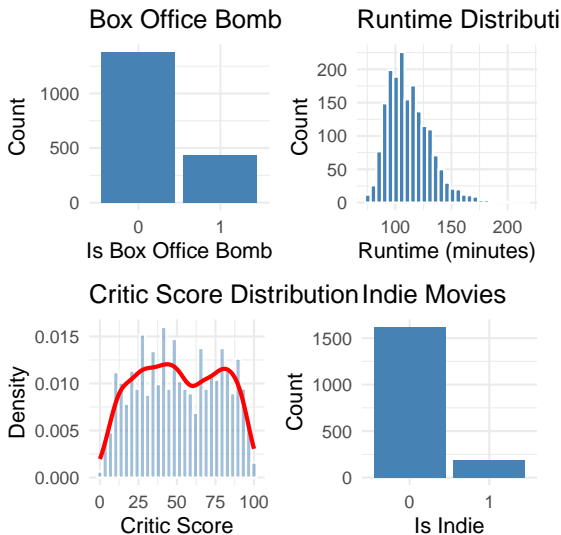 Box Office Bomb
Count
1000
500
0
0 1
Is Box Office Bomb
Runtime Distributi
Count
200
150
100
50
0
100 150 200
Runtime (minutes)
Critic Score Distribution
Density
0.015
0.010
0.005
0.000
0 25 50 75 100
Critic Score
Indie Movies
Count
1500
1000
500
0
0 1
Is Indie